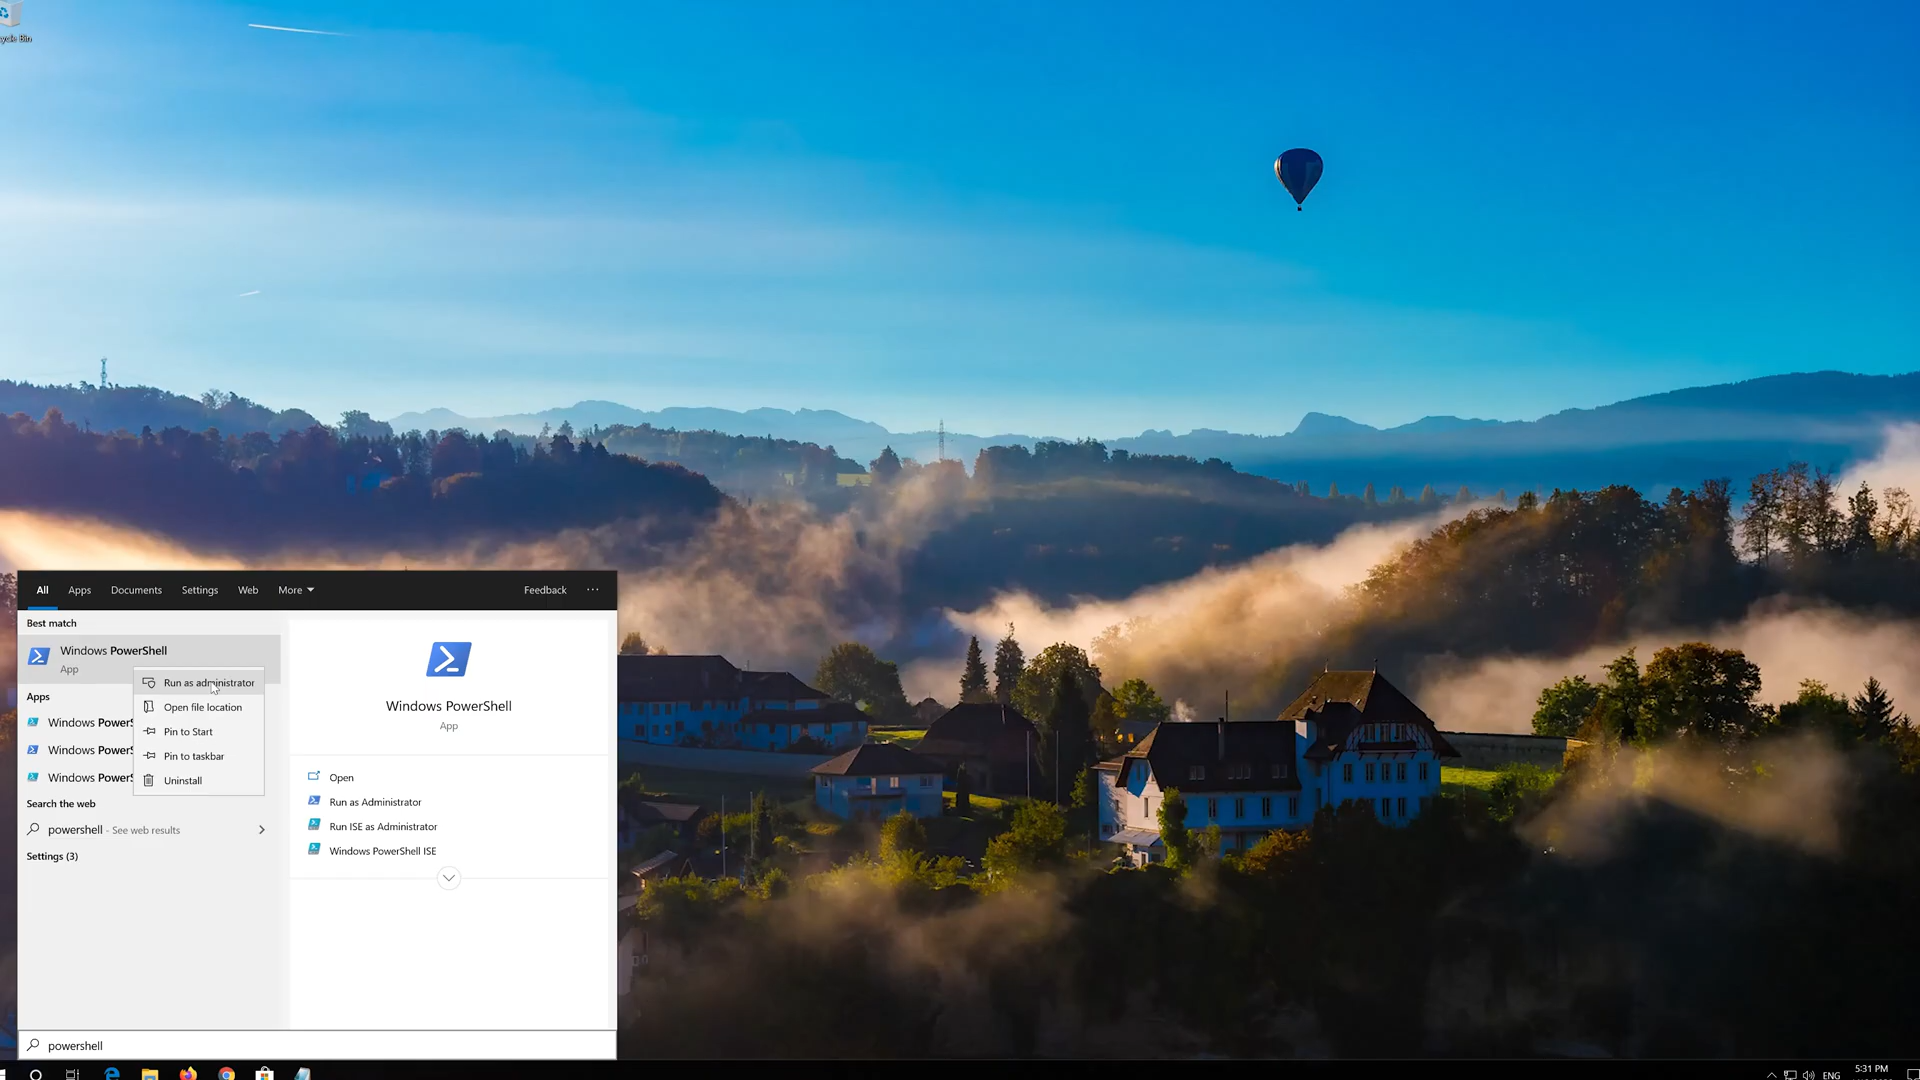 All Apps Documents Settings Web More Feedback ...
Best match
Windows PowerShell
App
Run as administrator
Open file location
Pin to Start
Pin to taskbar
Uninstall
Apps
Windows PowerS
Windows PowerS
Windows PowerS
Search the web
powershell - See web results
Settings (3)
Windows PowerShell
App
Open
Run as Administrator
Run ISE as Administrator
Windows PowerShell ISE
powershell
ENG
5:31 PM